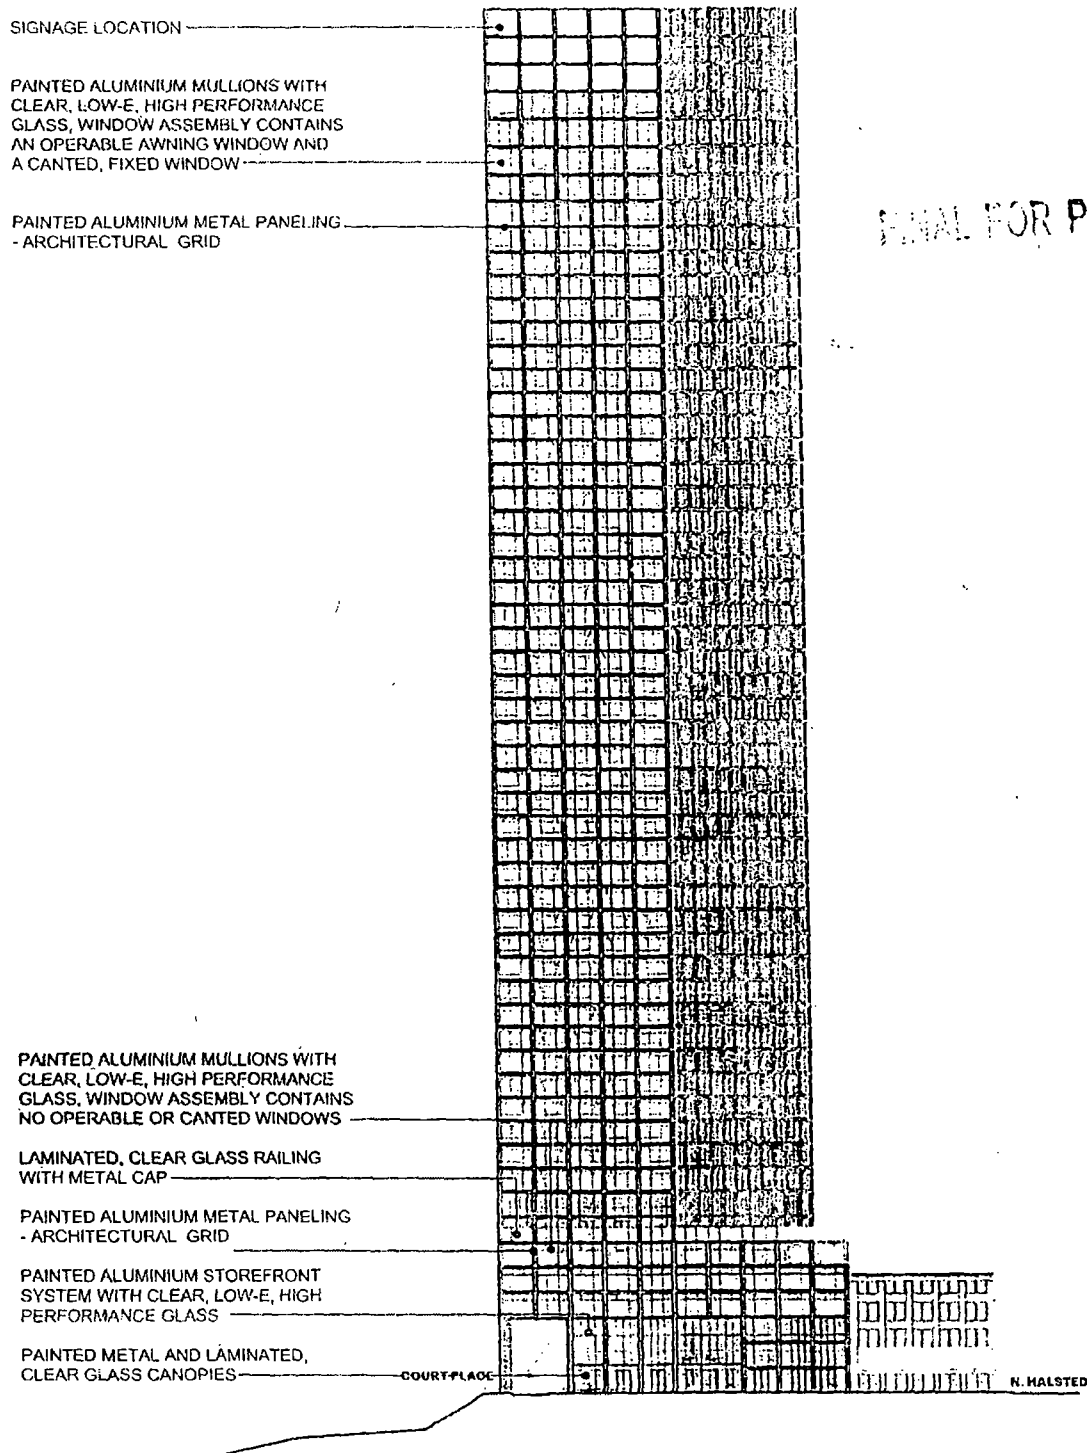 SIGNAGE LOCATION
PAINTED ALUMINIUM MULLIONS WITH
CLEAR, LOW-E, HIGH PERFORMANCE
GLASS, WINDOW ASSEMBLY CONTAINS
AN OPERABLE AWNING WINDOW AND
A CANTED, FIXED WINDOW
PAINTED ALUMINIUM METAL PANELING
- ARCHITECTURAL GRID
FINAL FOR P
PAINTED ALUMINIUM MULLIONS WITH
CLEAR, LOW-E, HIGH PERFORMANCE
GLASS, WINDOW ASSEMBLY CONTAINS
NO OPERABLE OR CANTED WINDOWS
LAMINATED, CLEAR GLASS RAILING
WITH METAL CAP
PAINTED ALUMINIUM METAL PANELING
- ARCHITECTURAL GRID
PAINTED ALUMINIUM STOREFRONT
SYSTEM WITH CLEAR, LOW-E, HIGH
PERFORMANCE GLASS
PAINTED METAL AND LAMINATED,
CLEAR GLASS CANOPIES
COURT PLACE
N. HALSTED